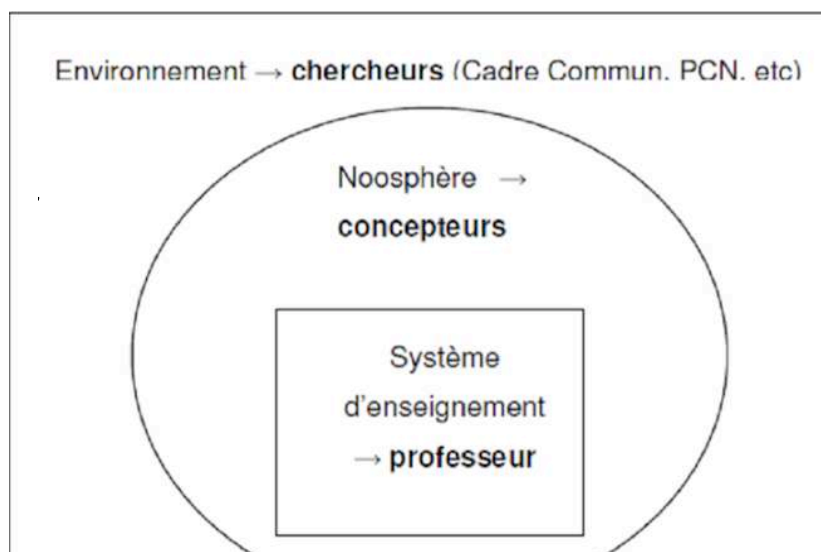 Environnement → chercheurs (Cadre Commun. PCN. etc)
Noosphère →
concepteurs
Système
d'enseignement
→ professeur